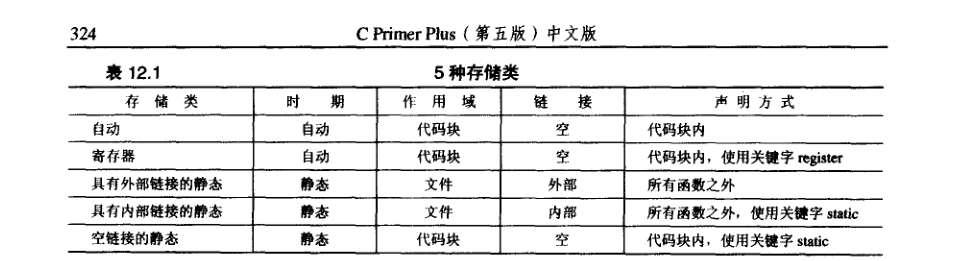 324 C Primer Plus（第五版）中文版
表 12.1 5 种存储类
存 储 类 时 期 作 用 域 链 接 声 明 方 式
自动 自动 代码块 空 代码块内
寄存器 自动 代码块 空 代码块内，使用关键字 register
具有外部链接的静态 静态 文件 外部 所有函数之外
具有内部链接的静态 静态 文件 内部 所有函数之外，使用关键字 static
空链接的静态 静态 代码块 空 代码块内，使用关键字 static